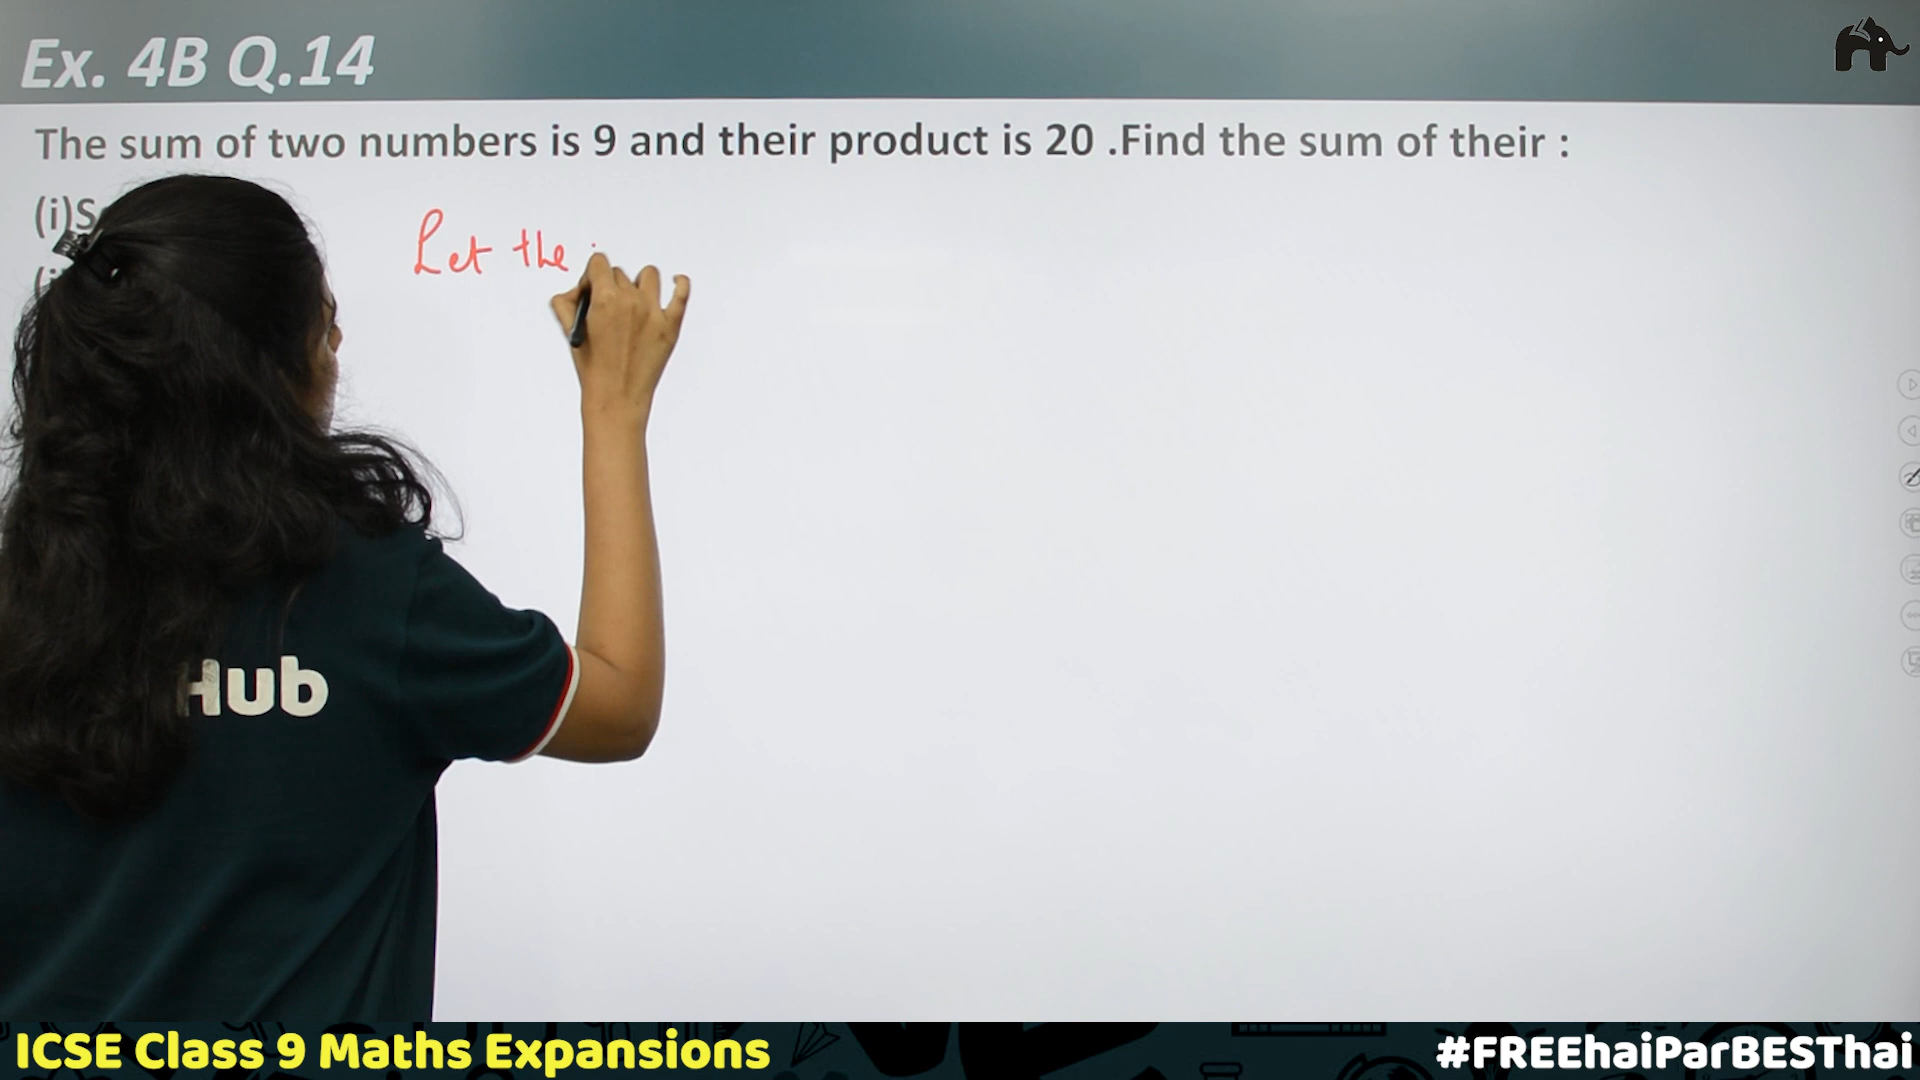 Ex. 4B Q.14
The sum of two numbers is 9 and their product is 20 .Find the sum of their :
(i)
Let the
Hub
ICSE Class 9 Maths Expansions
#FREEhaiParBESThai